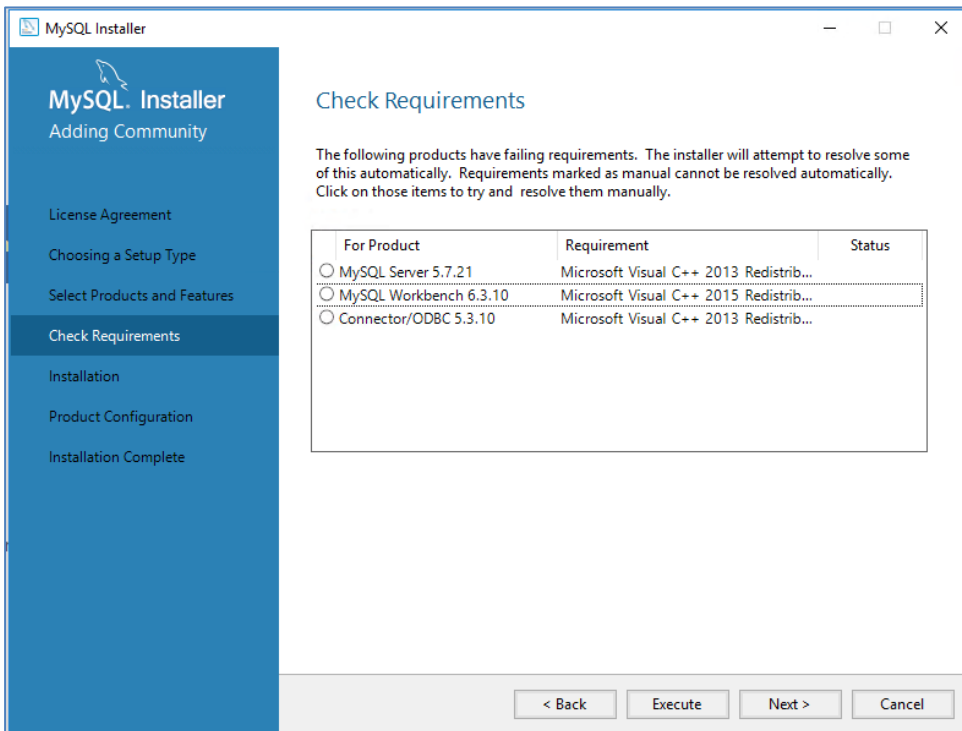 MySQL Installer
MySQL. Installer
Adding Community
License Agreement
Choosing a Setup Type
Select Products and Features
Check Requirements
Installation
Product Configuration
Installation Complete
Check Requirements
The following products have failing requirements. The installer will attempt to resolve some
of this automatically. Requirements marked as manual cannot be resolved automatically.
Click on those items to try and resolve them manually.
For Product Requirement Status
MySQL Server 5.7.21 Microsoft Visual C++ 2013 Redistrib...
MySQL Workbench 6.3.10 Microsoft Visual C++ 2015 Redistrib...
Connector/ODBC 5.3.10 Microsoft Visual C++ 2013 Redistrib...
< Back Execute Next > Cancel